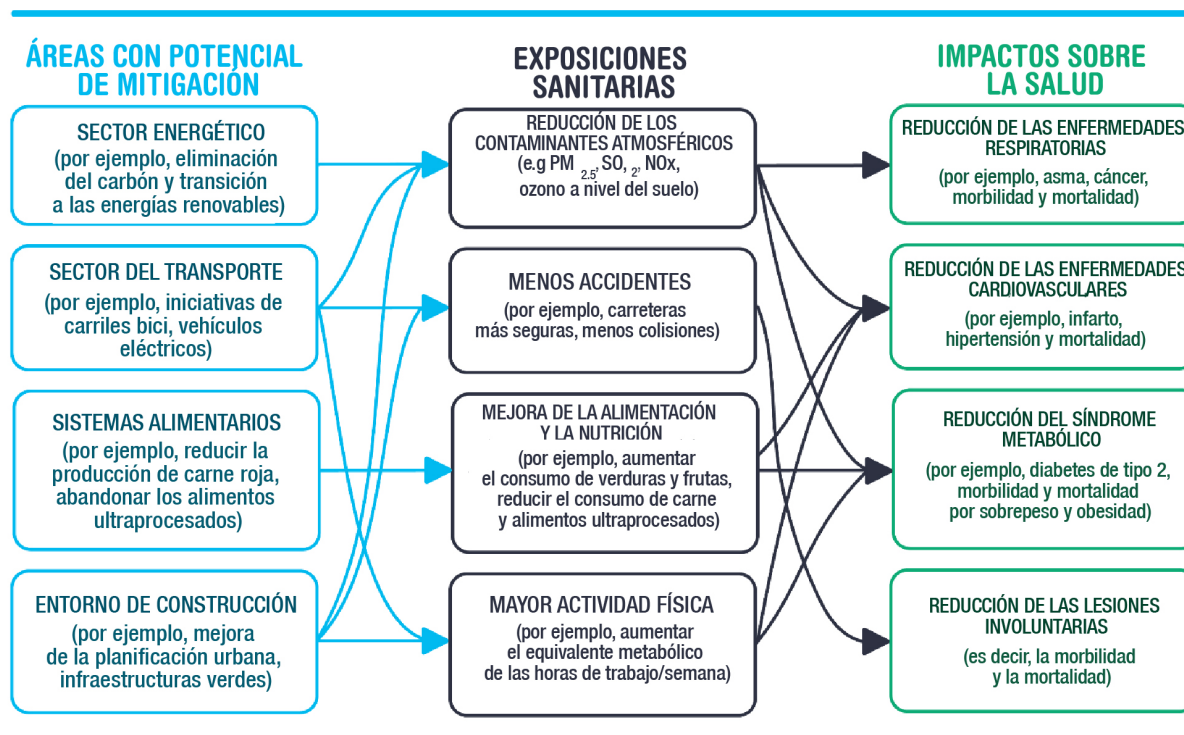 ÁREAS CON POTENCIAL
DE MITIGACIÓN
SECTOR ENERGÉTICO
(por ejemplo, eliminación
del carbón y transición
a las energías renovables)
SECTOR DEL TRANSPORTE
(por ejemplo, iniciativas de
carriles bici, vehículos
eléctricos)
SISTEMAS ALIMENTARIOS
(por ejemplo, reducir la
producción de carne roja,
abandonar los alimentos
ultraprocesados)
ENTORNO DE CONSTRUCCIÓN
(por ejemplo, mejora
de la planificación urbana,
infraestructuras verdes)
EXPOSICIONES
SANITARIAS
REDUCCIÓN DE LOS
CONTAMINANTES ATMOSFÉRICOS
(e.g PM 2.5, SO, 2, NOx,
ozono a nivel del suelo)
MENOS ACCIDENTES
(por ejemplo, carreteras
más seguras, menos colisiones)
MEJORA DE LA ALIMENTACIÓN
Y LA NUTRICIÓN
(por ejemplo, aumentar
el consumo de verduras y frutas,
reducir el consumo de carne
y alimentos ultraprocesados)
MAYOR ACTIVIDAD FÍSICA
(por ejemplo, aumentar
el equivalente metabólico
de las horas de trabajo/semana)
IMPACTOS SOBRE
LA SALUD
REDUCCIÓN DE LAS ENFERMEDADES
RESPIRATORIAS
(por ejemplo, asma, cáncer,
morbilidad y mortalidad)
REDUCCIÓN DE LAS ENFERMEDADES
CARDIOVASCULARES
(por ejemplo, infarto,
hipertensión y mortalidad)
REDUCCIÓN DEL SÍNDROME
METABÓLICO
(por ejemplo, diabetes de tipo 2,
morbilidad y mortalidad
por sobrepeso y obesidad)
REDUCCIÓN DE LAS LESIONES
INVOLUNTARIAS
(es decir, la morbilidad
y la mortalidad)